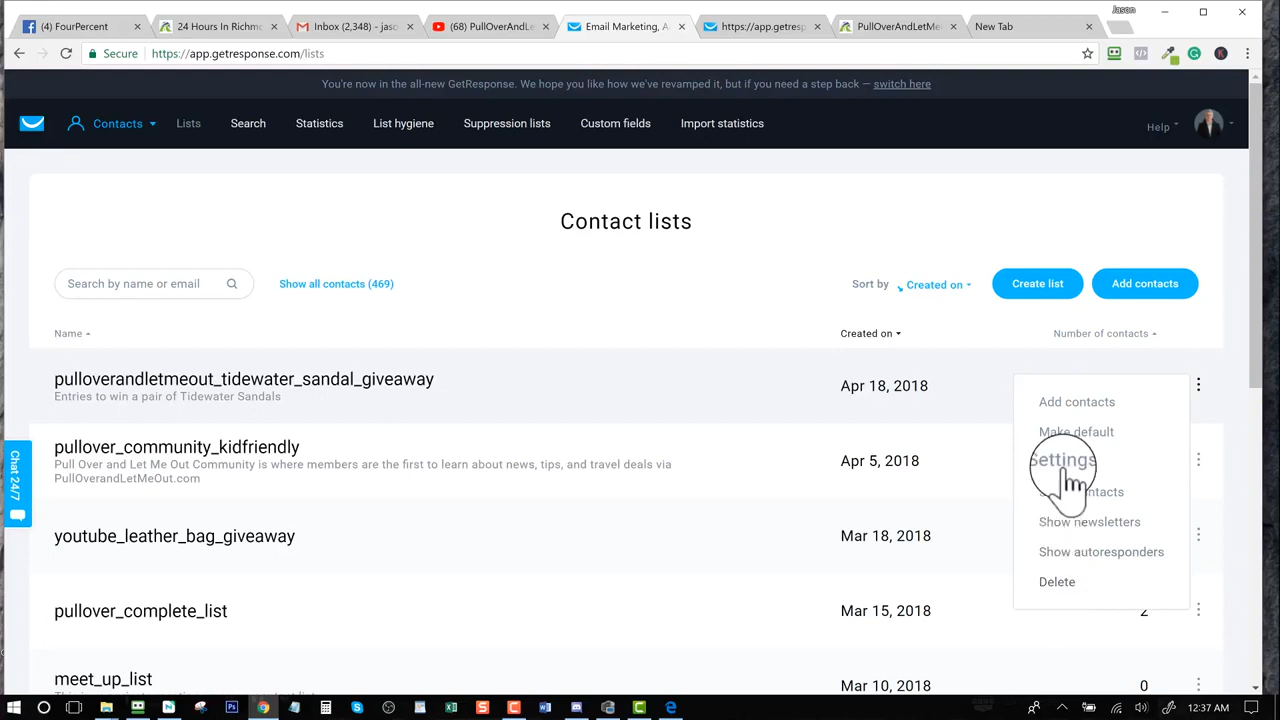 Jason
(4) FourPercent
24 Hours In Richmo
Inbox (2,348) - jaso
(68) PullOverAndLe
Email Marketing, A
https://app.getresp
PullOverAndLetMe
New Tab
Secure https://app.getresponse.com/lists
You're now in the all-new GetResponse. We hope you like how we've revamped it, but if you need a step back — switch here
Contacts Lists Search Statistics List hygiene Suppression lists Custom fields Import statistics Help
Contact lists
Search by name or email Show all contacts (469) Sort by Created on Create list Add contacts
Name Created on Number of contacts
pulloverandletmeout_tidewater_sandal_giveaway Apr 18, 2018
Entries to win a pair of Tidewater Sandals
Add contacts
Make default
pullover_community_kidfriendly Apr 5, 2018
Settings
Pull Over and Let Me Out Community is where members are the first to learn about news, tips, and travel deals via
PullOverandLetMeOut.com
Chat 24/7
Show newsletters
youtube_leather_bag_giveaway Mar 18, 2018
Show autoresponders
Delete
pullover_complete_list Mar 15, 2018 2
meet_up_list Mar 10, 2018 0
12:37 AM